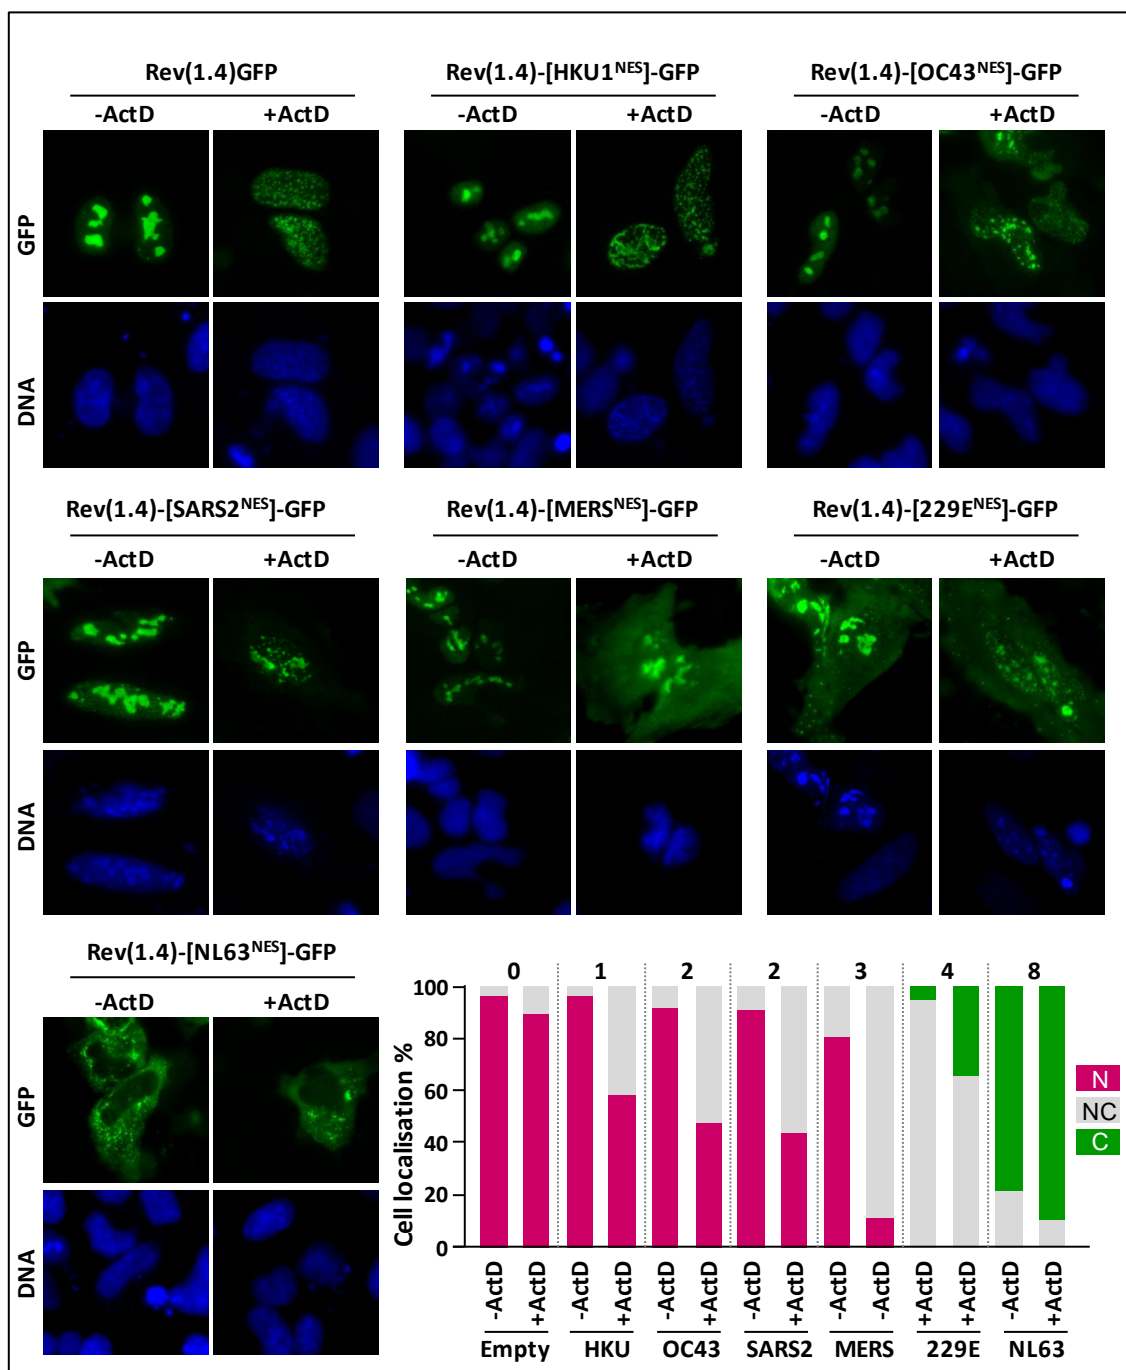 Rev(1.4)GFP
-ActD +ActD
Rev(1.4)-[HKU1NES]-GFP
-ActD +ActD
Rev(1.4)-[OC43NES]-GFP
-ActD +ActD
GFP
DNA
Rev(1.4)-[SARS2NES]-GFP
-ActD +ActD
Rev(1.4)-[MERSNES]-GFP
-ActD +ActD
Rev(1.4)-[229ENES]-GFP
-ActD +ActD
GFP
DNA
Rev(1.4)-[NL63NES]-GFP
-ActD +ActD
GFP
DNA
0 1 2 2 3 4 8
Cell localisation %
100
80
60
40
20
0
N
NC
C
-ActD +ActD -ActD +ActD -ActD +ActD -ActD +ActD -ActD -ActD +ActD +ActD -ActD +ActD
Empty HKU OC43 SARS2 MERS 229E NL63